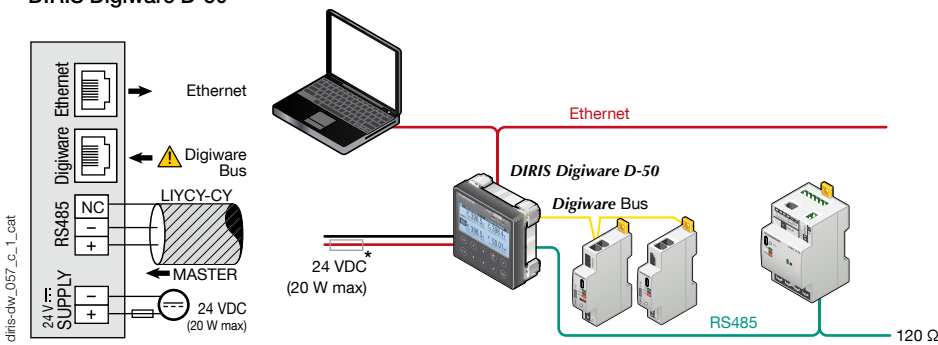 DIRIS Digiware D-50
Ethernet
Ethernet
Digiware
Digiware
Bus
RS485
NC
–
+
LIYCY-CY
MASTER
24 V
SUPPLY
–
+
24 VDC
(20 W max)
diris-dw_057_c_1_cat
Ethernet
DIRIS Digiware D-50
Digiware Bus
24 VDC*
(20 W max)
RS485
120 Ω